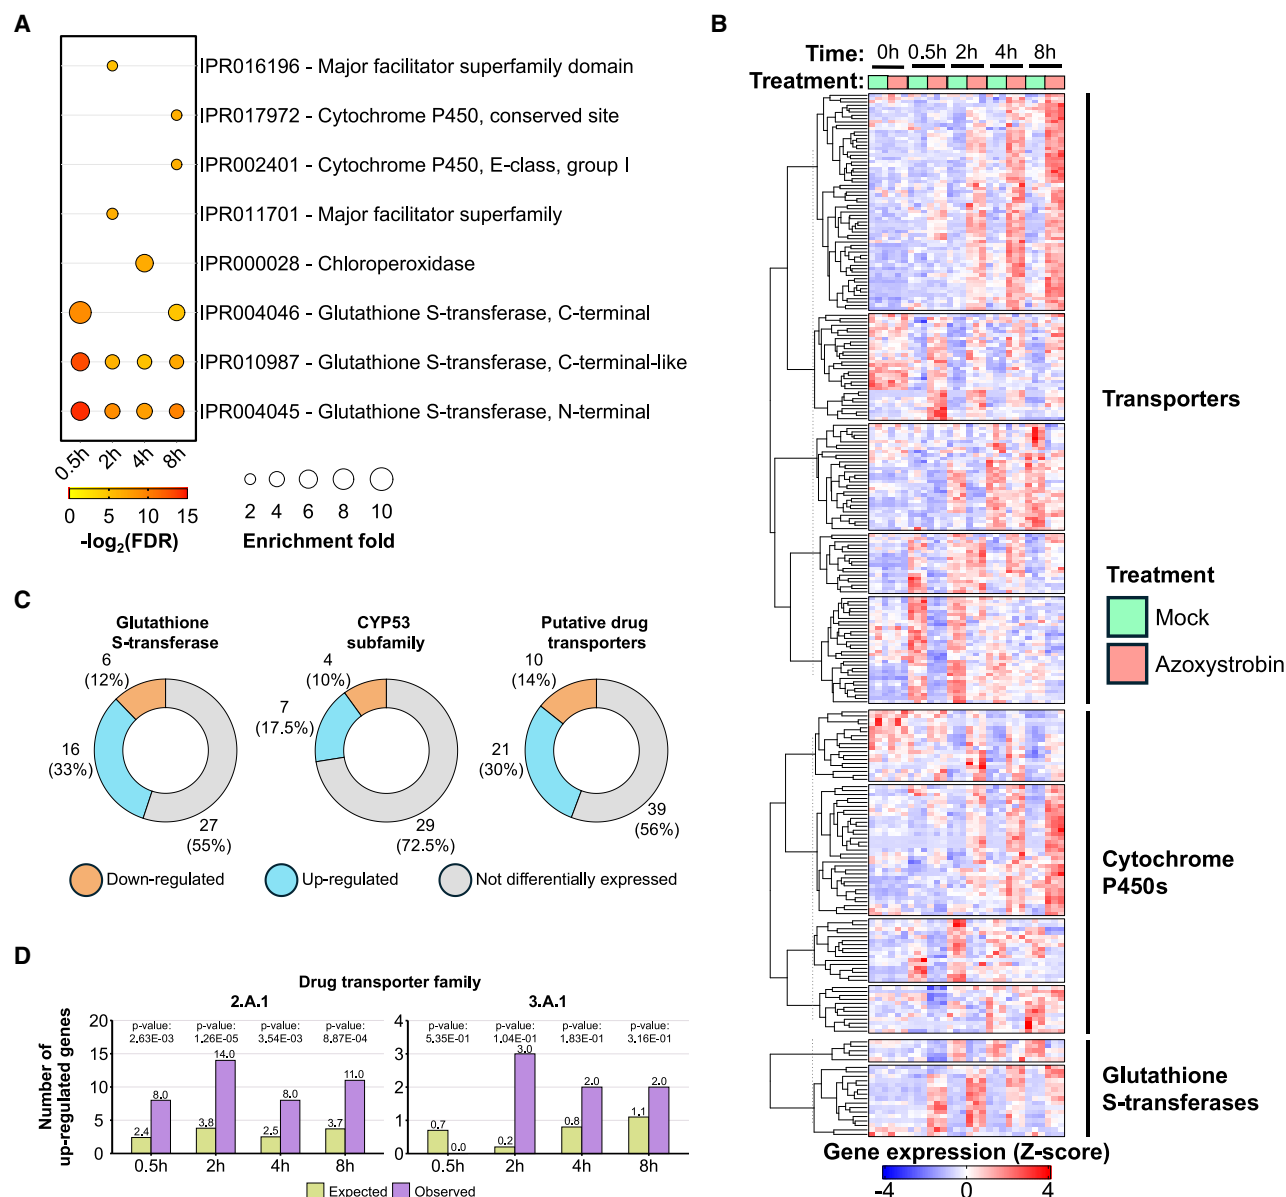 A
IPR016196 - Major facilitator superfamily domain
IPR017972 - Cytochrome P450, conserved site
IPR002401 - Cytochrome P450, E-class, group I
IPR011701 - Major facilitator superfamily
IPR000028 - Chloroperoxidase
IPR004046 - Glutathione S-transferase, C-terminal
IPR010987 - Glutathione S-transferase, C-terminal-like
IPR004045 - Glutathione S-transferase, N-terminal
0.5h 2h 4h 8h
0 5 10 15
-log2(FDR)
2 4 6 8 10
Enrichment fold
B
Time: 0h 0.5h 2h 4h 8h
Treatment:
Transporters
Treatment
Mock
Azoxystrobin
Cytochrome
P450s
Glutathione
S-transferases
Gene expression (Z-score)
-4 0 4
C
Glutathione
S-transferase
6
(12%)
16
(33%)
27
(55%)
CYP53
subfamily
4
(10%)
7
(17.5%)
29
(72.5%)
Putative drug
transporters
10
(14%)
21
(30%)
39
(56%)
Down-regulated
Up-regulated
Not differentially expressed
D
Drug transporter family
2.A.1
Number of
up-regulated genes
20
15
10
5
0
p-value: p-value: p-value: p-value:
2.63E-03 1.26E-05 3.54E-03 8.87E-04
2.4 8.0 3.8 14.0 2.5 8.0 3.7 11.0
0.5h 2h 4h 8h
3.A.1
4
3
2
1
0
p-value: p-value: p-value: p-value:
5.35E-01 1.04E-01 1.83E-01 3.16E-01
0.7 0.0 0.2 3.0 0.8 2.0 1.1 2.0
0.5h 2h 4h 8h
Expected Observed